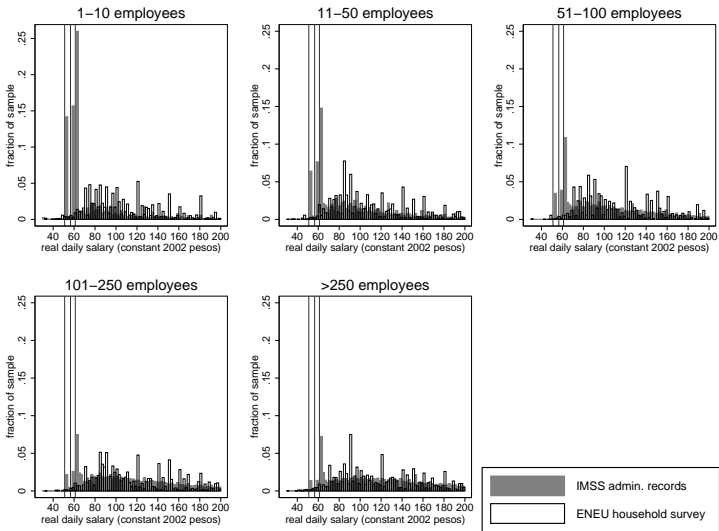 1−10 employees
fraction of sample
0 .05 .1 .15 .2 .25
40 60 80 100 120 140 160 180 200
real daily salary (constant 2002 pesos)
11−50 employees
fraction of sample
0 .05 .1 .15 .2 .25
40 60 80 100 120 140 160 180 200
real daily salary (constant 2002 pesos)
51−100 employees
fraction of sample
0 .05 .1 .15 .2 .25
40 60 80 100 120 140 160 180 200
real daily salary (constant 2002 pesos)
101−250 employees
fraction of sample
0 .05 .1 .15 .2 .25
40 60 80 100 120 140 160 180 200
real daily salary (constant 2002 pesos)
>250 employees
fraction of sample
0 .05 .1 .15 .2 .25
40 60 80 100 120 140 160 180 200
real daily salary (constant 2002 pesos)
IMSS admin. records
ENEU household survey